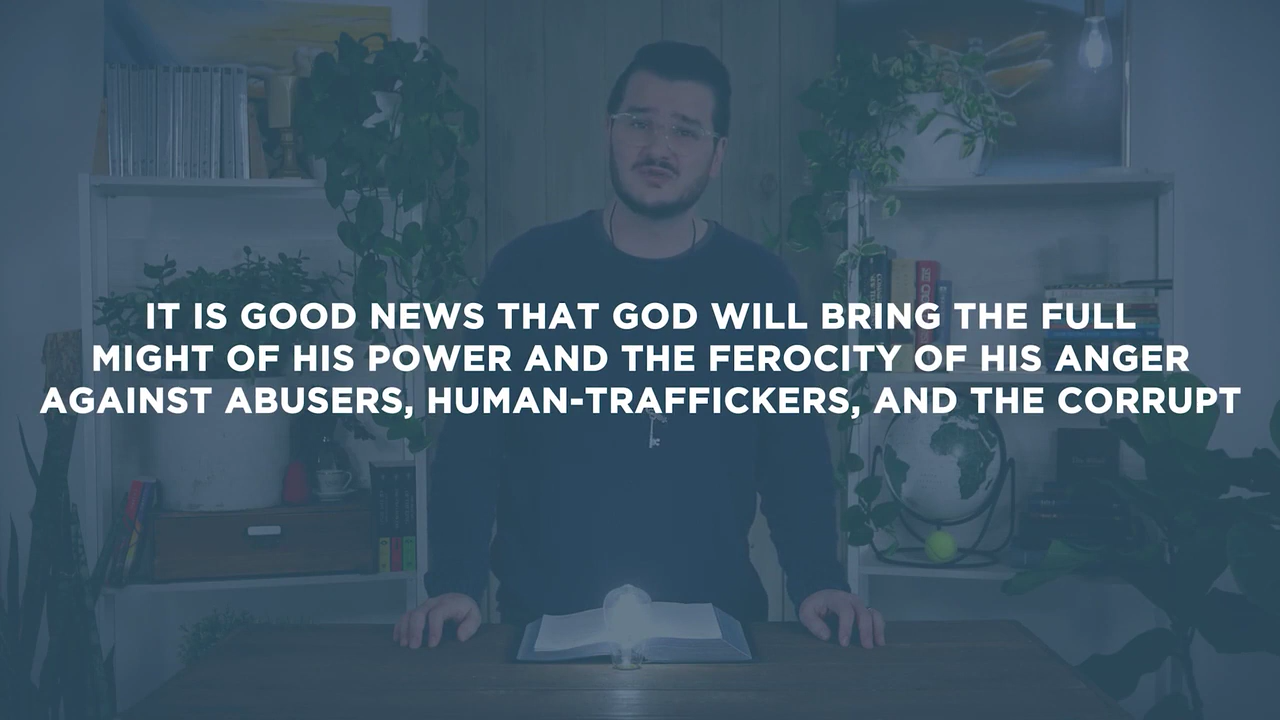 IT IS GOOD NEWS THAT GOD WILL BRING THE FULL
MIGHT OF HIS POWER AND THE FEROCITY OF HIS ANGER
AGAINST ABUSERS, HUMAN-TRAFFICKERS, AND THE CORRUPT